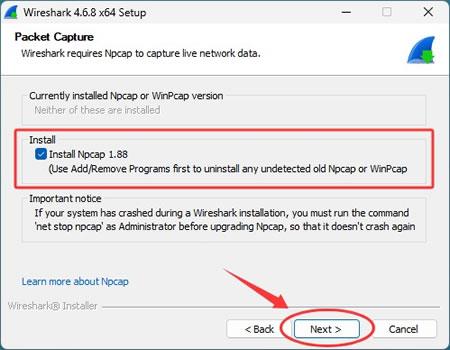 Wireshark 4.6.8 x64 Setup
Packet Capture
Wireshark requires Npcap to capture live network data.
Currently installed Npcap or WinPcap version
Neither of these are installed
Install
Install Npcap 1.88
(Use Add/Remove Programs first to uninstall any undetected old Npcap or WinPcap
Important notice
If your system has crashed during a Wireshark installation, you must run the command
'net stop npcap' as Administrator before upgrading Npcap, so that it doesn't crash again
Learn more about Npcap
Wireshark® Installer
< Back
Next >
Cancel